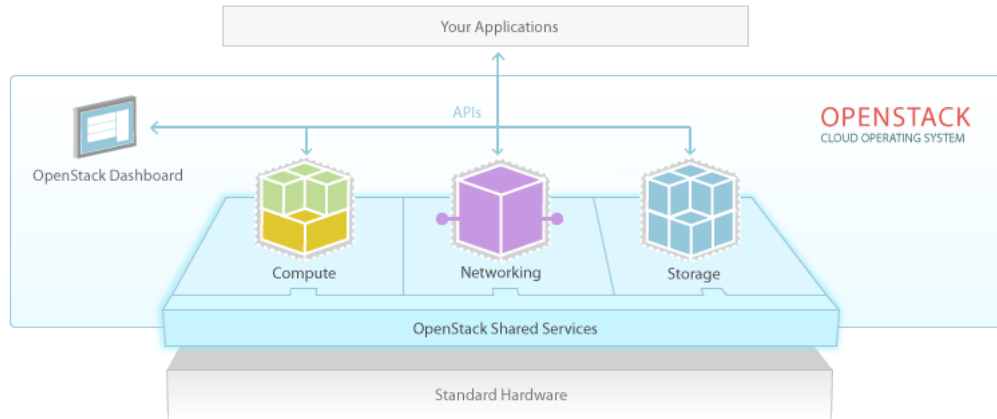 Your Applications
APIs
OPENSTACK
CLOUD OPERATING SYSTEM
OpenStack Dashboard
Compute
Networking
Storage
OpenStack Shared Services
Standard Hardware